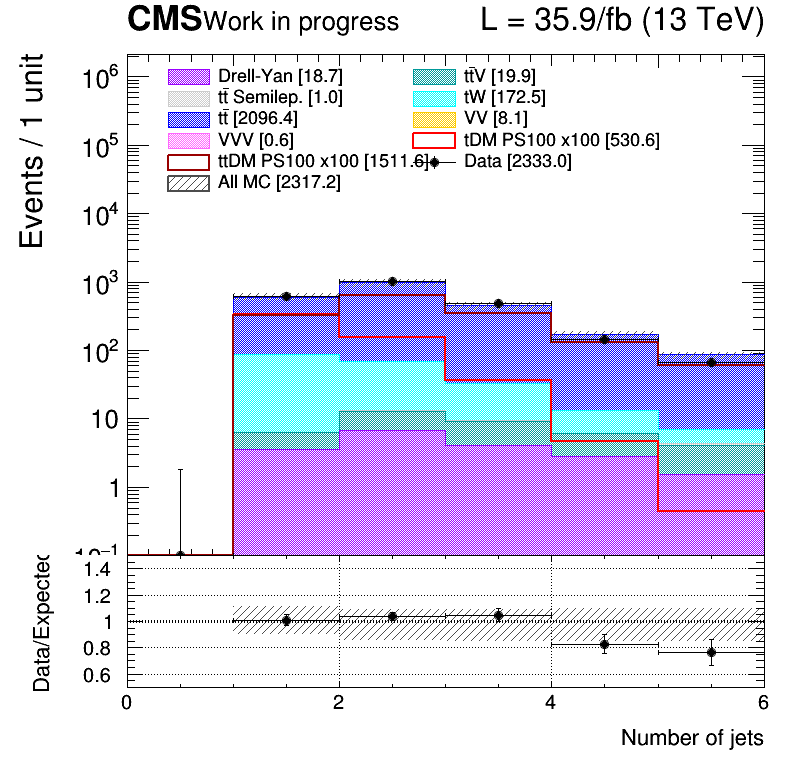 CMS Work in progress L = 35.9/fb (13 TeV)
Events / 1 unit
10⁶
10⁵
10⁴
10³
10²
10
1
10⁻¹
Drell-Yan [18.7] tt̄V [19.9]
tt̄ Semilep. [1.0] tW [172.5]
tt̄ [2096.4] VV [8.1]
VVV [0.6] tDM PS100 x100 [530.6]
ttDM PS100 x100 [1511.6] Data [2333.0]
All MC [2317.2]
Data/Expected
1.4
1.2
1
0.8
0.6
0 2 4 6
Number of jets